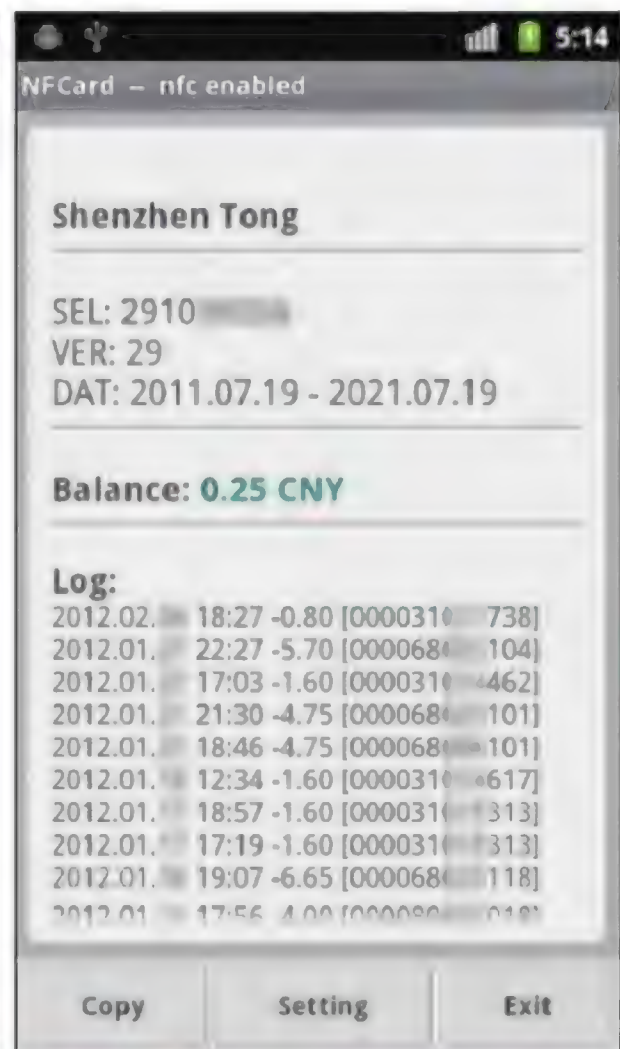 5:14
NFCard – nfc enabled
Shenzhen Tong
SEL: 2910
VER: 29
DAT: 2011.07.19 - 2021.07.19
Balance: 0.25 CNY
Log:
2012.02. 18:27 -0.80 [000031 738]
2012.01. 22:27 -5.70 [000068 104]
2012.01. 17:03 -1.60 [000031 462]
2012.01. 21:30 -4.75 [000068 101]
2012.01. 18:46 -4.75 [000068 101]
2012.01. 12:34 -1.60 [000031 617]
2012.01. 18:57 -1.60 [000031 313]
2012.01. 17:19 -1.60 [000031 313]
2012.01. 19:07 -6.65 [000068 118]
2012.01 17:56
Copy Setting Exit